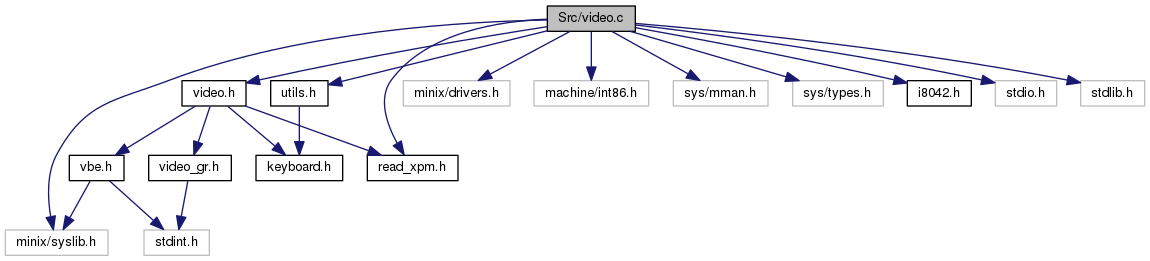 Src/video.c
video.h
utils.h
minix/drivers.h
machine/int86.h
sys/mman.h
sys/types.h
i8042.h
stdio.h
stdlib.h
vbe.h
video_gr.h
keyboard.h
read_xpm.h
minix/syslib.h
stdint.h